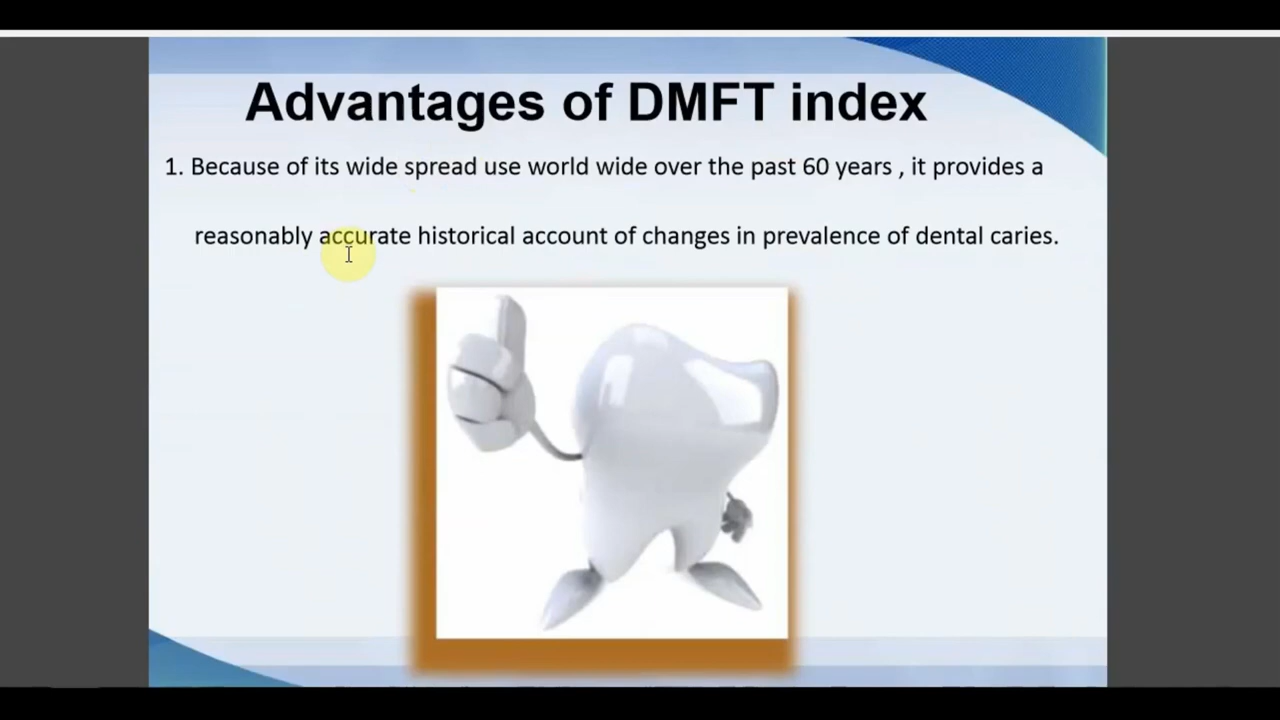 Advantages of DMFT index
1. Because of its wide spread use world wide over the past 60 years , it provides a
reasonably accurate historical account of changes in prevalence of dental caries.